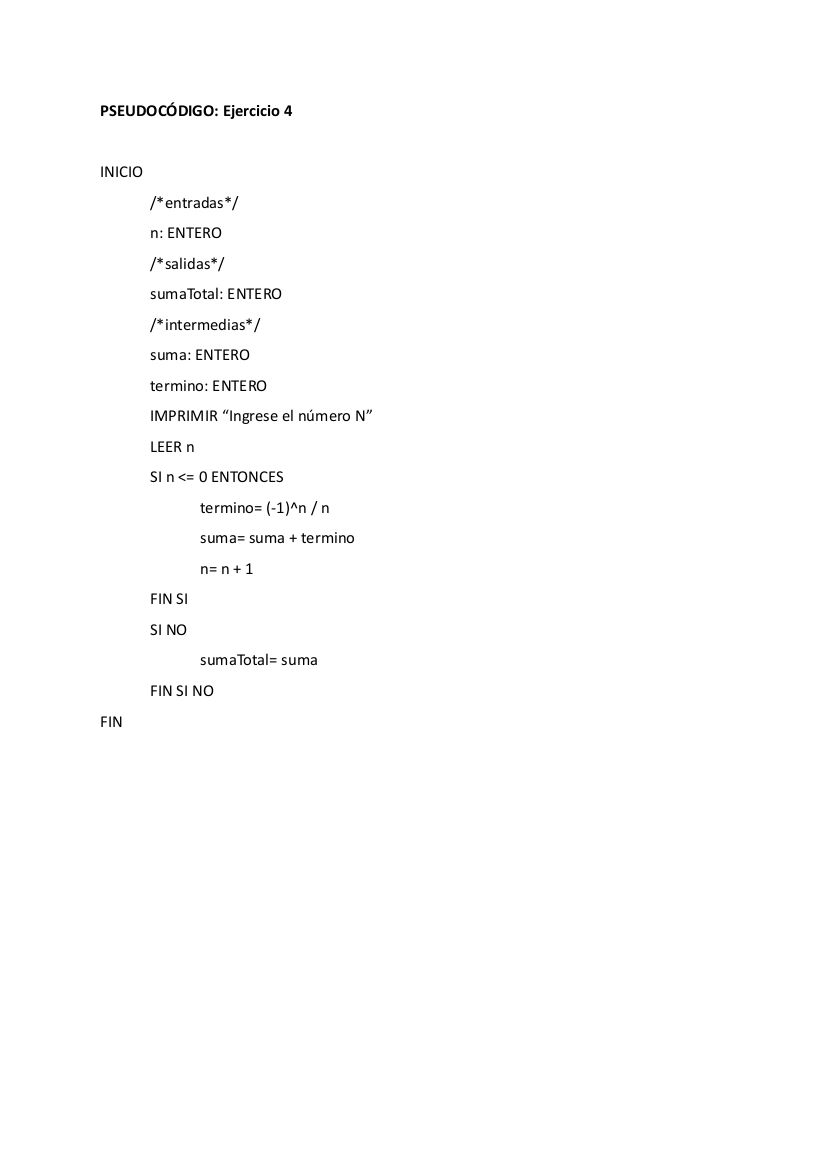 PSEUDOCÓDIGO: Ejercicio 4
INICIO
/*entradas*/
n: ENTERO
/*salidas*/
sumaTotal: ENTERO
/*intermedias*/
suma: ENTERO
termino: ENTERO
IMPRIMIR “Ingrese el número N”
LEER n
SI n <= 0 ENTONCES
termino= (-1)^n / n
suma= suma + termino
n= n + 1
FIN SI
SI NO
sumaTotal= suma
FIN SI NO
FIN